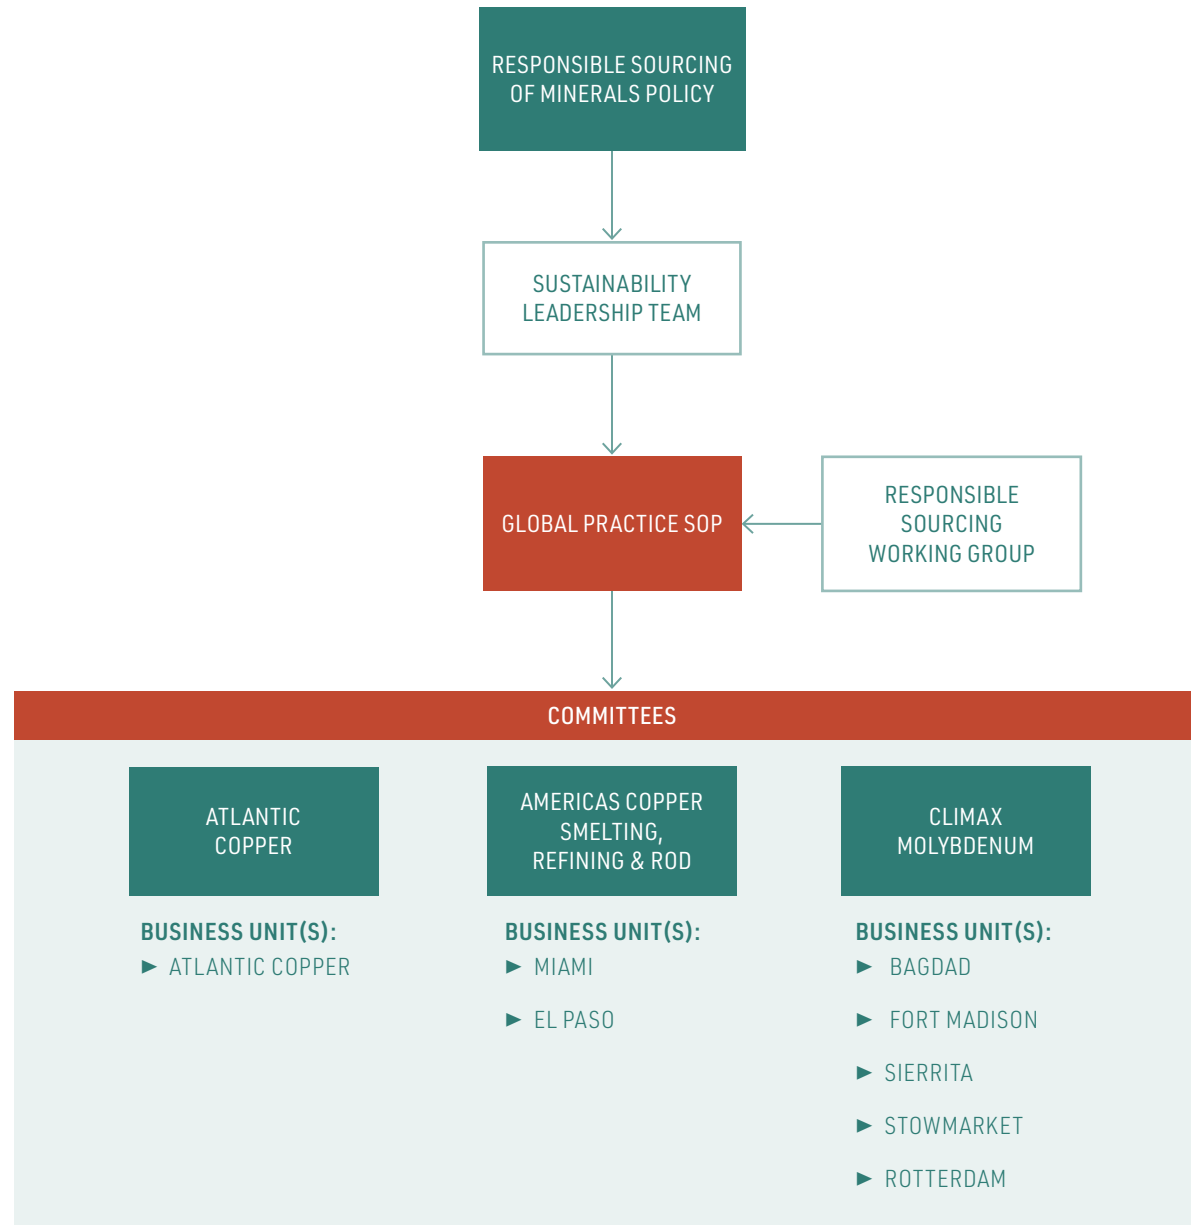 RESPONSIBLE SOURCING
OF MINERALS POLICY
SUSTAINABILITY
LEADERSHIP TEAM
GLOBAL PRACTICE SOP
RESPONSIBLE
SOURCING
WORKING GROUP
COMMITTEES
ATLANTIC
COPPER
BUSINESS UNIT(S):
► ATLANTIC COPPER
AMERICAS COPPER
SMELTING,
REFINING & ROD
BUSINESS UNIT(S):
► MIAMI
► EL PASO
CLIMAX
MOLYBDENUM
BUSINESS UNIT(S):
► BAGDAD
► FORT MADISON
► SIERRITA
► STOWMARKET
► ROTTERDAM